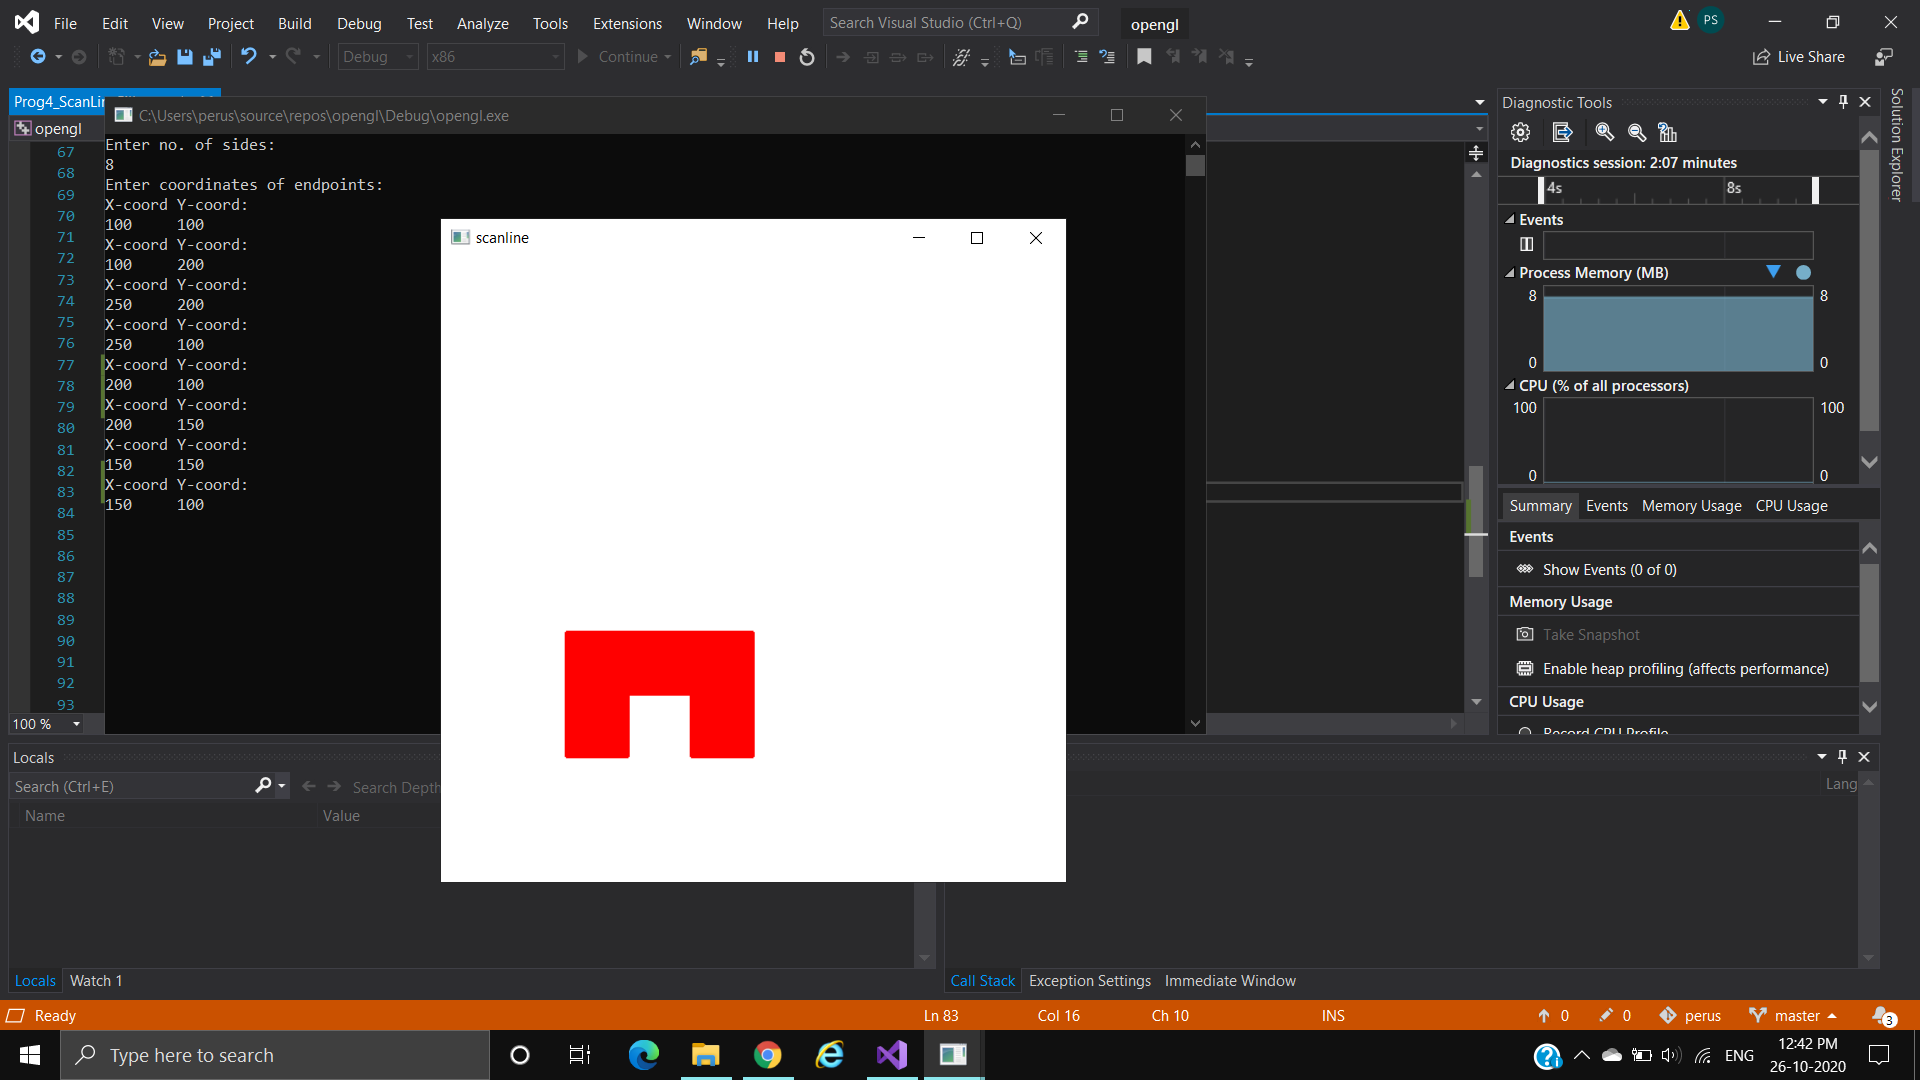 File Edit View Project Build Debug Test Analyze Tools Extensions Window Help Search Visual Studio (Ctrl+Q) opengl PS
Debug x86 Continue Live Share
Prog4_ScanLin
opengl
C:\Users\perus\source\repos\opengl\Debug\opengl.exe
67
68
69
70
71
72
73
74
75
76
77
78
79
80
81
82
83
84
85
86
87
88
89
90
91
92
93
100 %
Enter no. of sides:
8
Enter coordinates of endpoints:
X-coord Y-coord:
100 100
X-coord Y-coord:
100 200
X-coord Y-coord:
250 200
X-coord Y-coord:
250 100
X-coord Y-coord:
200 100
X-coord Y-coord:
200 150
X-coord Y-coord:
150 150
X-coord Y-coord:
150 100
scanline
Diagnostic Tools
Diagnostics session: 2:07 minutes
4s 8s
Events
Process Memory (MB)
8 8
0 0
CPU (% of all processors)
100 100
0 0
Summary Events Memory Usage CPU Usage
Events
Show Events (0 of 0)
Memory Usage
Take Snapshot
Enable heap profiling (affects performance)
CPU Usage
Record CPU Profile
Solution Explorer
Locals
Search (Ctrl+E) Search Depth
Name Value
Lang
Locals Watch 1
Call Stack Exception Settings Immediate Window
Ready Ln 83 Col 16 Ch 10 INS 0 0 perus master 3
Type here to search
ENG
12:42 PM
26-10-2020